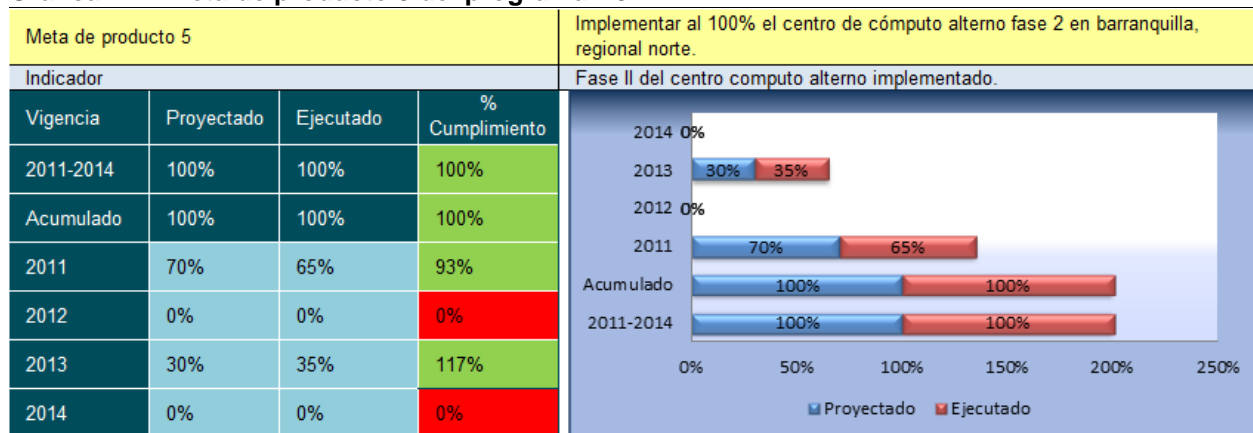 Meta de producto 5
Implementar al 100% el centro de cómputo alterno fase 2 en barranquilla,
regional norte.
Indicador
Fase II del centro computo alterno implementado.
Vigencia Proyectado Ejecutado % Cumplimiento
2011-2014 100% 100% 100%
Acumulado 100% 100% 100%
2011 70% 65% 93%
2012 0% 0% 0%
2013 30% 35% 117%
2014 0% 0% 0%
2014 0%
2013 30% 35%
2012 0%
2011 70% 65%
Acumulado 100% 100%
2011-2014 100% 100%
0% 50% 100% 150% 200% 250%
Proyectado Ejecutado